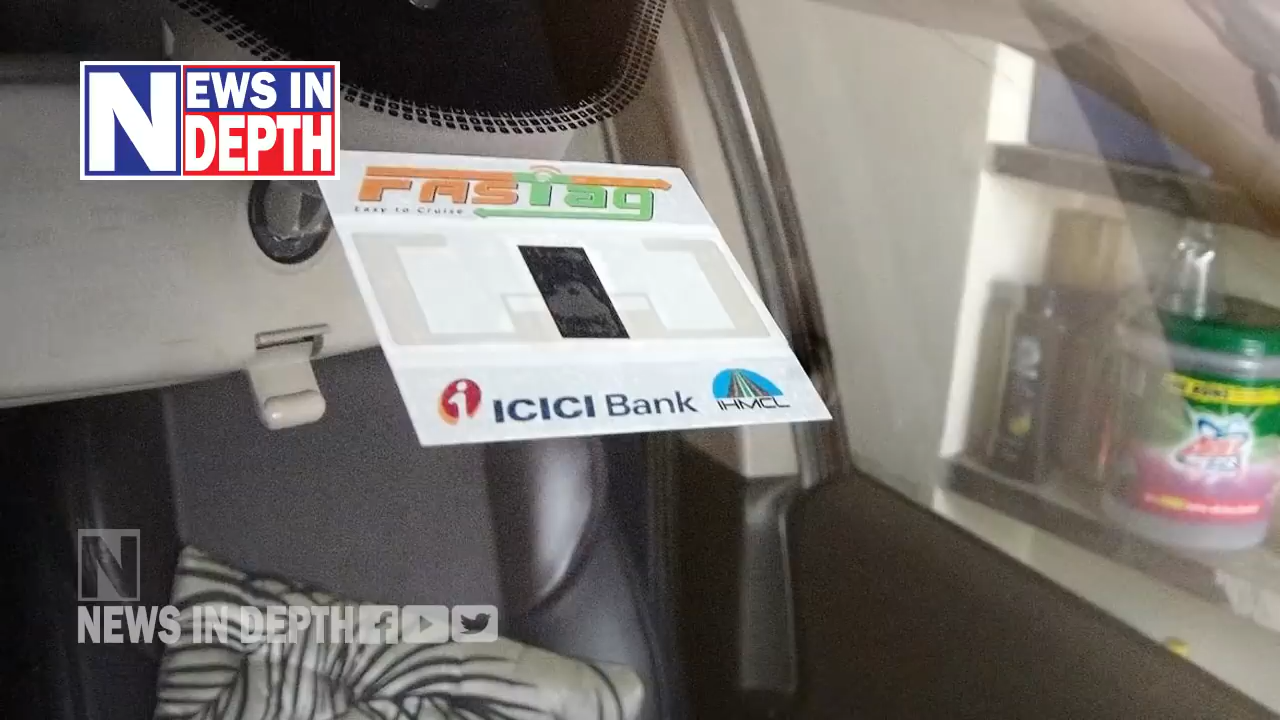 NEWS IN
DEPTH
FASTag
Easy to Cruise
ICICI Bank
IHMCL
N
NEWS IN DEPTH